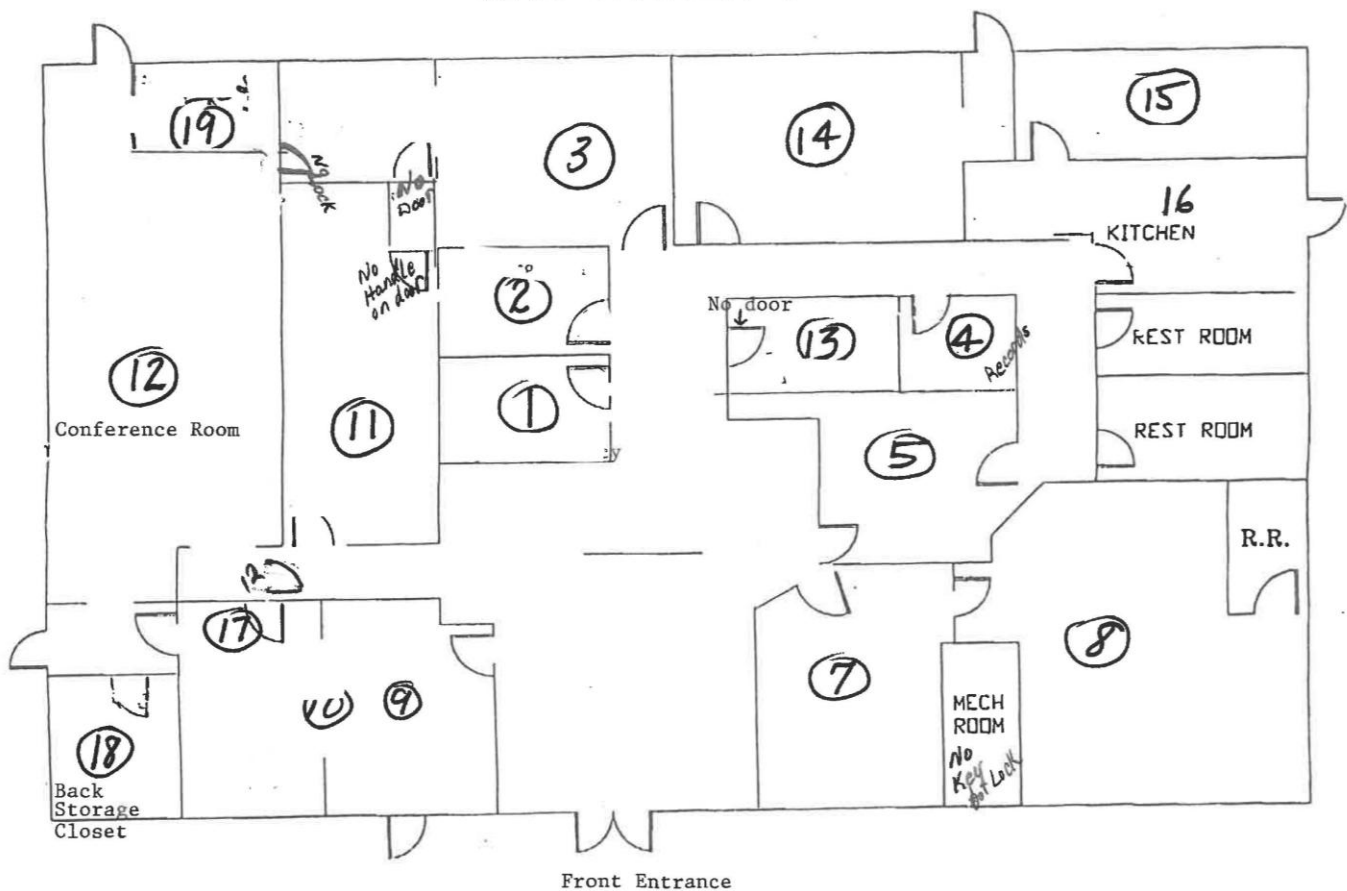 19
3
14
15
No
Lock
No
Door
16
KITCHEN
No
Handle
on door
2
No door
13
4
Records
REST ROOM
12
Conference Room
11
1
y
5
REST ROOM
R.R.
12
17
8
10
9
7
MECH
ROOM
No
Key
18
Back
Storage
Closet
Front Entrance